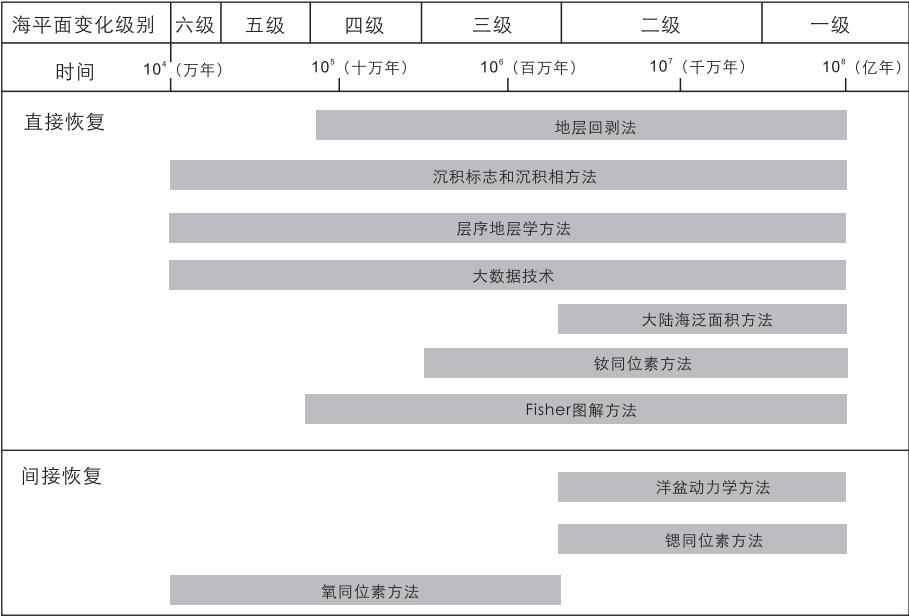 海平面变化级别 六级 五级 四级 三级 二级 一级
时间 10⁴(万年) 10⁵(十万年) 10⁶(百万年) 10⁷(千万年) 10⁸(亿年)
直接恢复
地层回剥法
沉积标志和沉积相方法
层序地层学方法
大数据技术
大陆海泛面积方法
钕同位素方法
Fisher图解方法
间接恢复
洋盆动力学方法
锶同位素方法
氧同位素方法